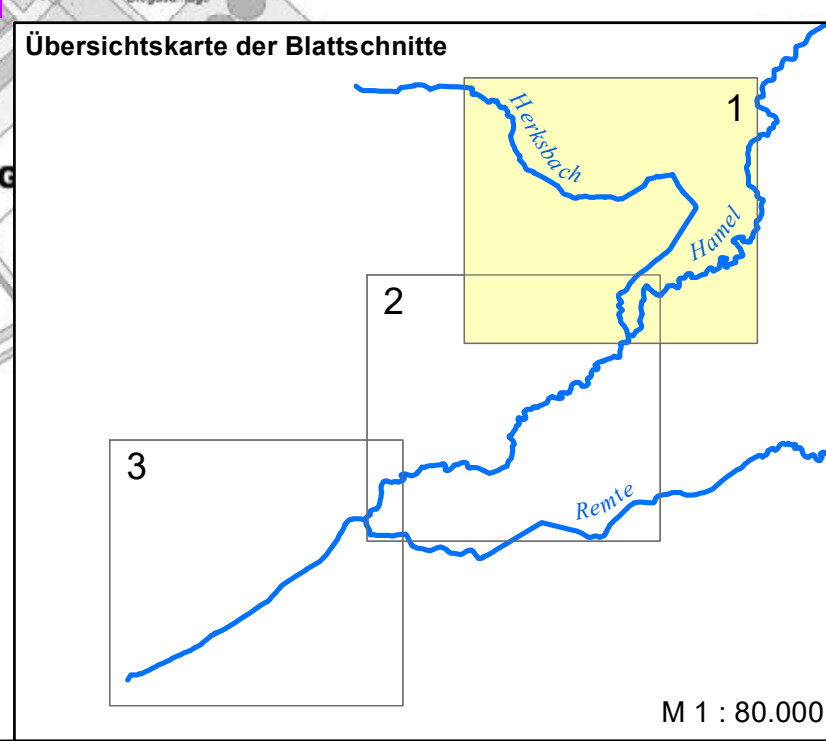 Übersichtskarte der Blattschnitte
1
Herksbach
Hamel
2
3
Remte
M 1 : 80.000